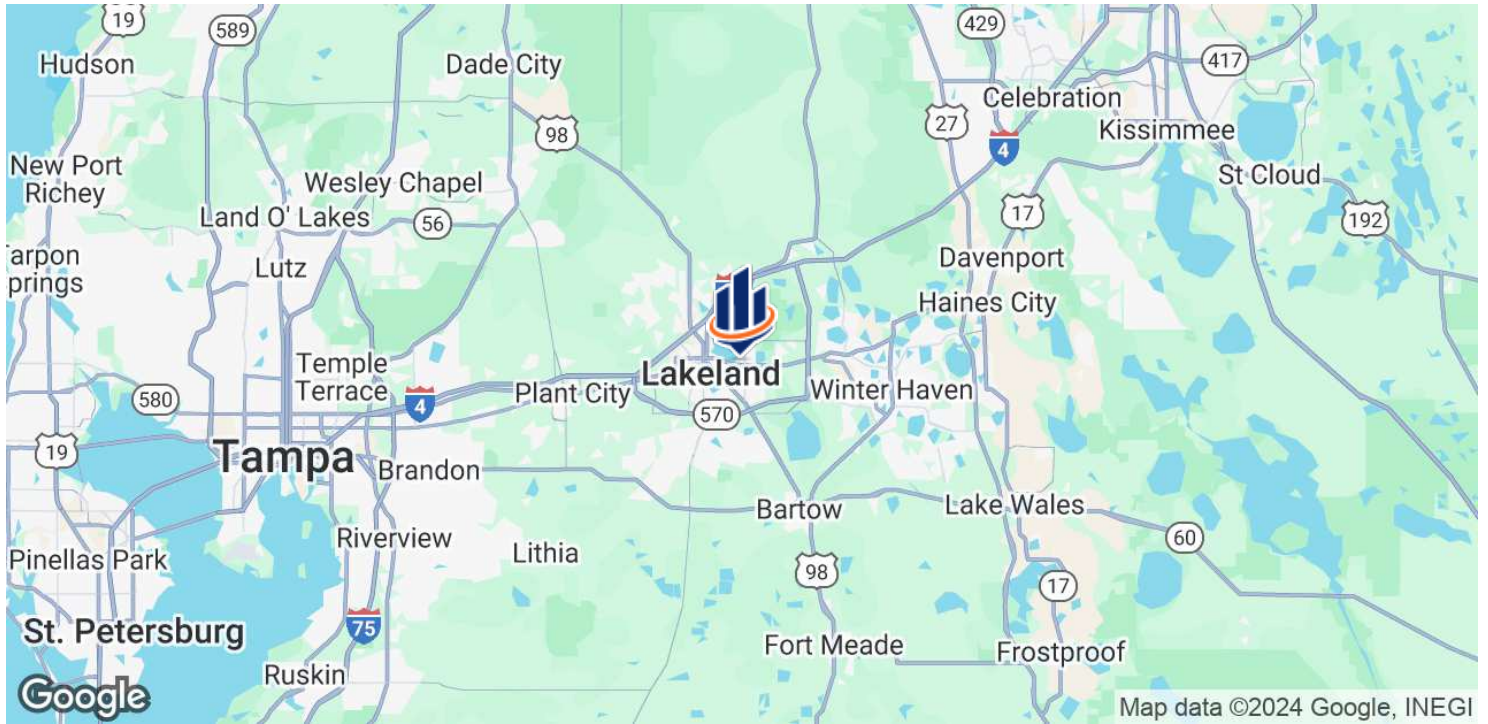 19
589
429
417
Hudson
Dade City
98
27
Celebration
4
Kissimmee
New Port
Richey
Wesley Chapel
St Cloud
Land O' Lakes
56
17
192
arpon
prings
Lutz
Davenport
Haines City
Temple
Terrace
Lakeland
580
4
Plant City
570
Winter Haven
19
Tampa
Brandon
Bartow
Lake Wales
Riverview
Lithia
60
Pinellas Park
98
17
St. Petersburg
75
Fort Meade
Frostproof
Ruskin
Google
Map data ©2024 Google, INEGI